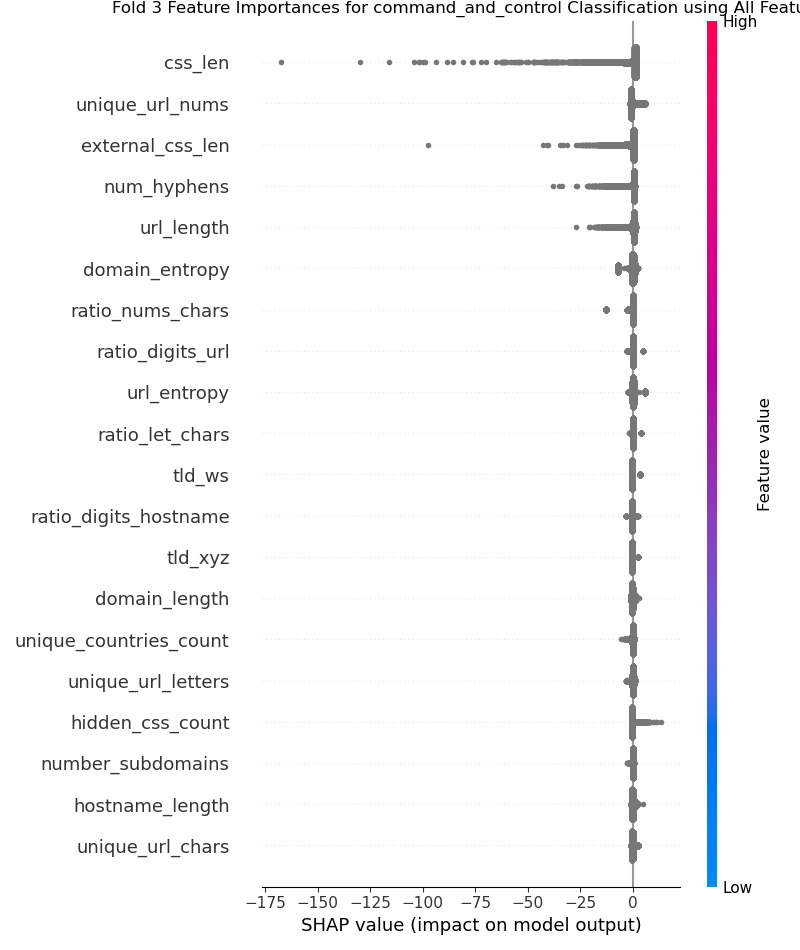 Fold 3 Feature Importances for command_and_control Classification using All Featu
High
css_len
unique_url_nums
external_css_len
num_hyphens
url_length
domain_entropy
ratio_nums_chars
ratio_digits_url
url_entropy
ratio_let_chars
tld_ws
ratio_digits_hostname
tld_xyz
domain_length
unique_countries_count
unique_url_letters
hidden_css_count
number_subdomains
hostname_length
unique_url_chars
Feature value
Low
−175 −150 −125 −100 −75 −50 −25 0
SHAP value (impact on model output)